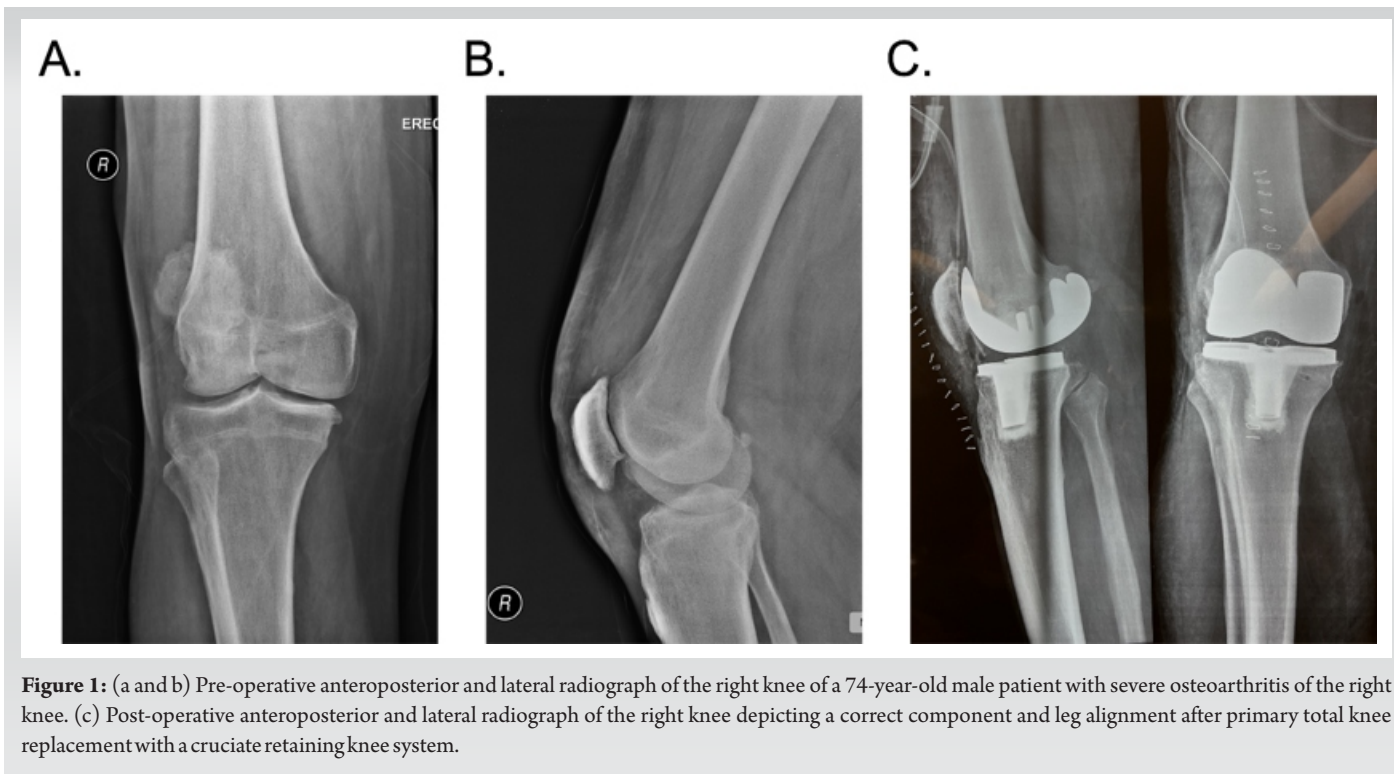 A.
B.
C.
R
EREC
R
Figure 1: (a and b) Pre-operative anteroposterior and lateral radiograph of the right knee of a 74-year-old male patient with severe osteoarthritis of the right
knee. (c) Post-operative anteroposterior and lateral radiograph of the right knee depicting a correct component and leg alignment after primary total knee
replacement with a cruciate retaining knee system.